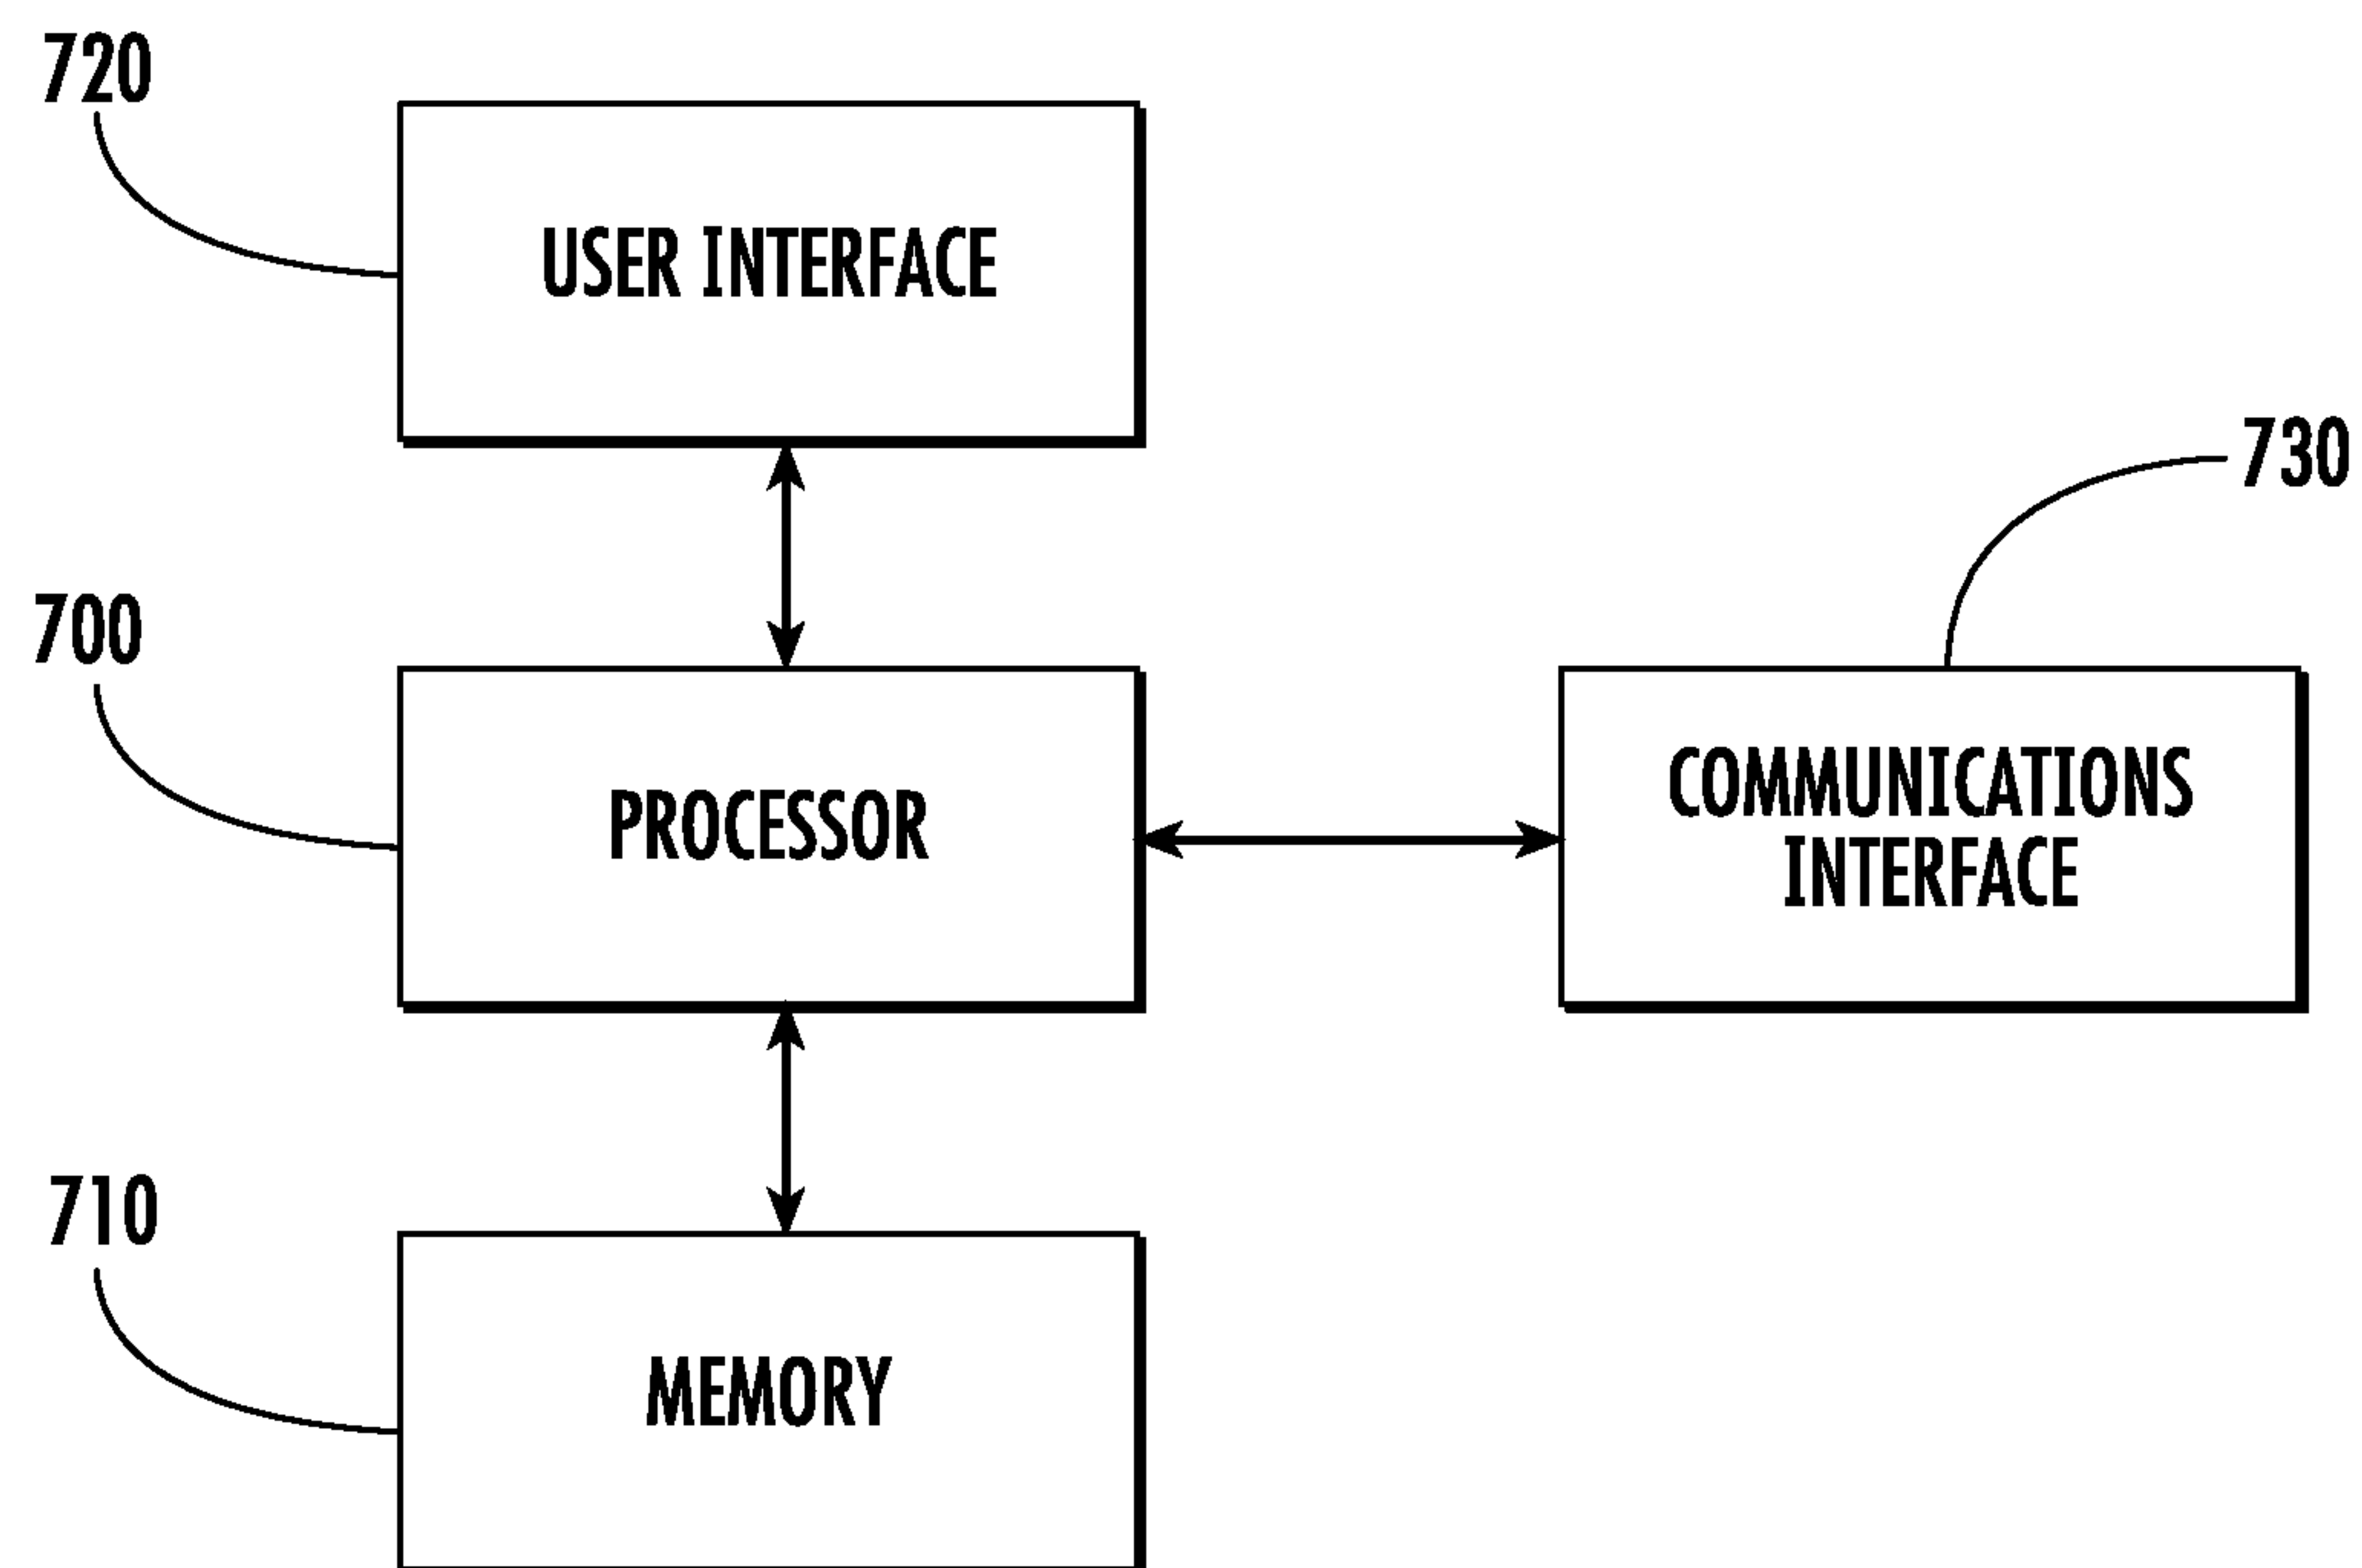 720
USER INTERFACE
730
700
PROCESSOR
COMMUNICATIONS
INTERFACE
710
MEMORY